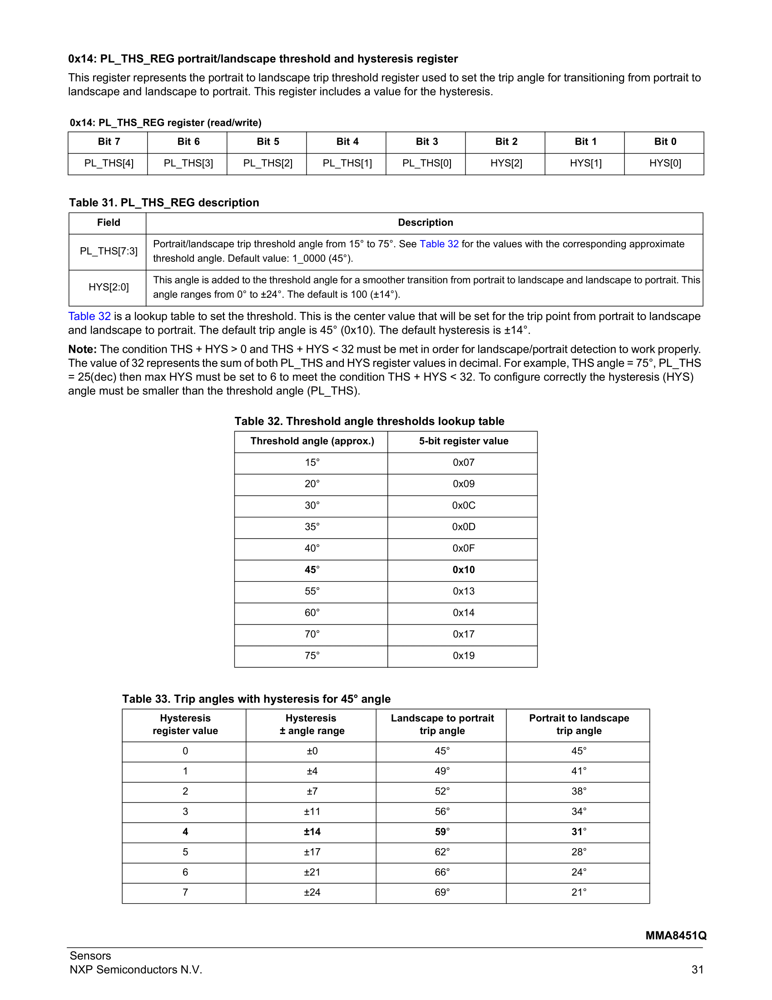 0x14: PL_THS_REG portrait/landscape threshold and hysteresis register
This register represents the portrait to landscape trip threshold register used to set the trip angle for transitioning from portrait to
landscape and landscape to portrait. This register includes a value for the hysteresis.
0x14: PL_THS_REG register (read/write)
Bit 7 Bit 6 Bit 5 Bit 4 Bit 3 Bit 2 Bit 1 Bit 0
PL_THS[4] PL_THS[3] PL_THS[2] PL_THS[1] PL_THS[0] HYS[2] HYS[1] HYS[0]
Table 31. PL_THS_REG description
Field Description
PL_THS[7:3] Portrait/landscape trip threshold angle from 15° to 75°. See Table 32 for the values with the corresponding approximate
threshold angle. Default value: 1_0000 (45°).
HYS[2:0] This angle is added to the threshold angle for a smoother transition from portrait to landscape and landscape to portrait. This
angle ranges from 0° to ±24°. The default is 100 (±14°).
Table 32 is a lookup table to set the threshold. This is the center value that will be set for the trip point from portrait to landscape
and landscape to portrait. The default trip angle is 45° (0x10). The default hysteresis is ±14°.
Note: The condition THS + HYS > 0 and THS + HYS < 32 must be met in order for landscape/portrait detection to work properly.
The value of 32 represents the sum of both PL_THS and HYS register values in decimal. For example, THS angle = 75°, PL_THS
= 25(dec) then max HYS must be set to 6 to meet the condition THS + HYS < 32. To configure correctly the hysteresis (HYS)
angle must be smaller than the threshold angle (PL_THS).
Table 32. Threshold angle thresholds lookup table
Threshold angle (approx.) 5-bit register value
15° 0x07
20° 0x09
30° 0x0C
35° 0x0D
40° 0x0F
45° 0x10
55° 0x13
60° 0x14
70° 0x17
75° 0x19
Table 33. Trip angles with hysteresis for 45° angle
Hysteresis Hysteresis Landscape to portrait Portrait to landscape
register value ± angle range trip angle trip angle
0 ±0 45° 45°
1 ±4 49° 41°
2 ±7 52° 38°
3 ±11 56° 34°
4 ±14 59° 31°
5 ±17 62° 28°
6 ±21 66° 24°
7 ±24 69° 21°
MMA8451Q
Sensors
NXP Semiconductors N.V. 31